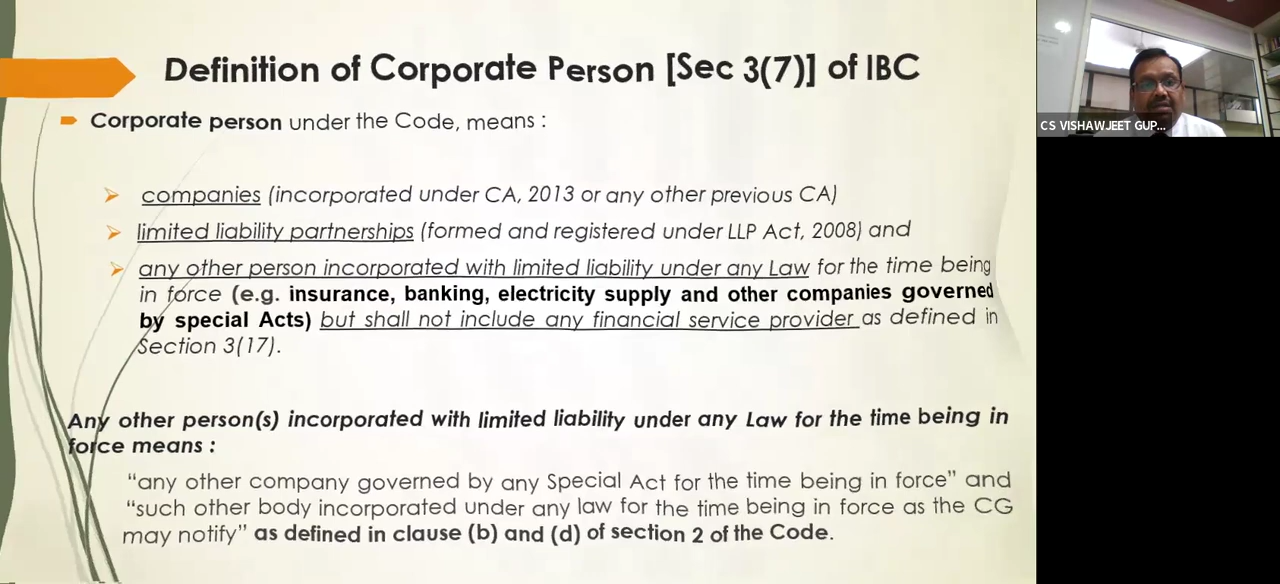 Definition of Corporate Person [Sec 3(7)] of IBC
Corporate person under the Code, means :
companies (incorporated under CA, 2013 or any other previous CA)
limited liability partnerships (formed and registered under LLP Act, 2008) and
any other person incorporated with limited liability under any Law for the time being
in force (e.g. insurance, banking, electricity supply and other companies governed
by special Acts) but shall not include any financial service provider as defined in
Section 3(17).
Any other person(s) incorporated with limited liability under any Law for the time being in
force means :
“any other company governed by any Special Act for the time being in force” and
“such other body incorporated under any law for the time being in force as the CG
may notify” as defined in clause (b) and (d) of section 2 of the Code.
CS VISHAWJEET GUP...